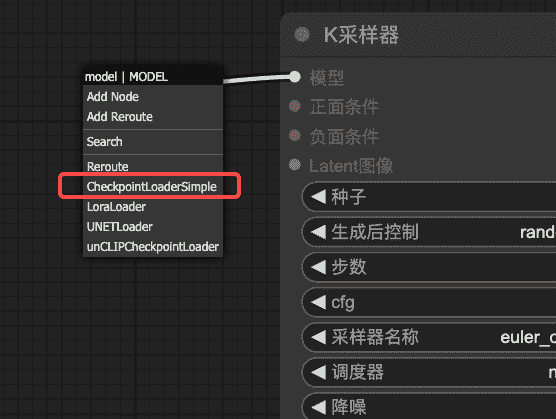 K采样器
model | MODEL
Add Node
Add Reroute
Search
Reroute
CheckpointLoaderSimple
LoraLoader
UNETLoader
unCLIPCheckpointLoader
模型
正面条件
负面条件
Latent图像
种子
生成后控制 rand
步数
cfg
采样器名称 euler_
调度器
降噪